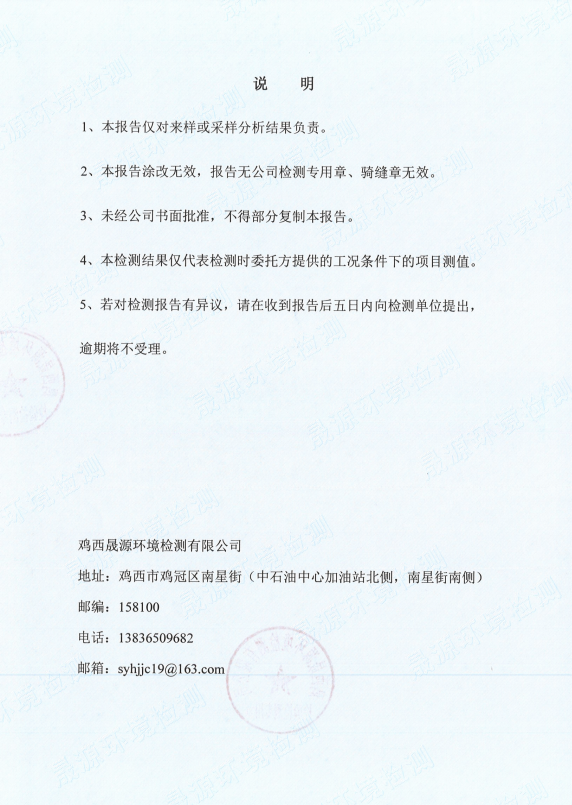 说 明
1、本报告仅对来样或采样分析结果负责。
2、本报告涂改无效，报告无公司检测专用章、骑缝章无效。
3、未经公司书面批准，不得部分复制本报告。
4、本检测结果仅代表检测时委托方提供的工况条件下的项目测值。
5、若对检测报告有异议，请在收到报告后五日内向检测单位提出，
逾期将不受理。
鸡西晟源环境检测有限公司
地址：鸡西市鸡冠区南星街（中石油中心加油站北侧，南星街南侧）
邮编：158100
电话：13836509682
邮箱：syhjjc19@163.com
晟源环境检测